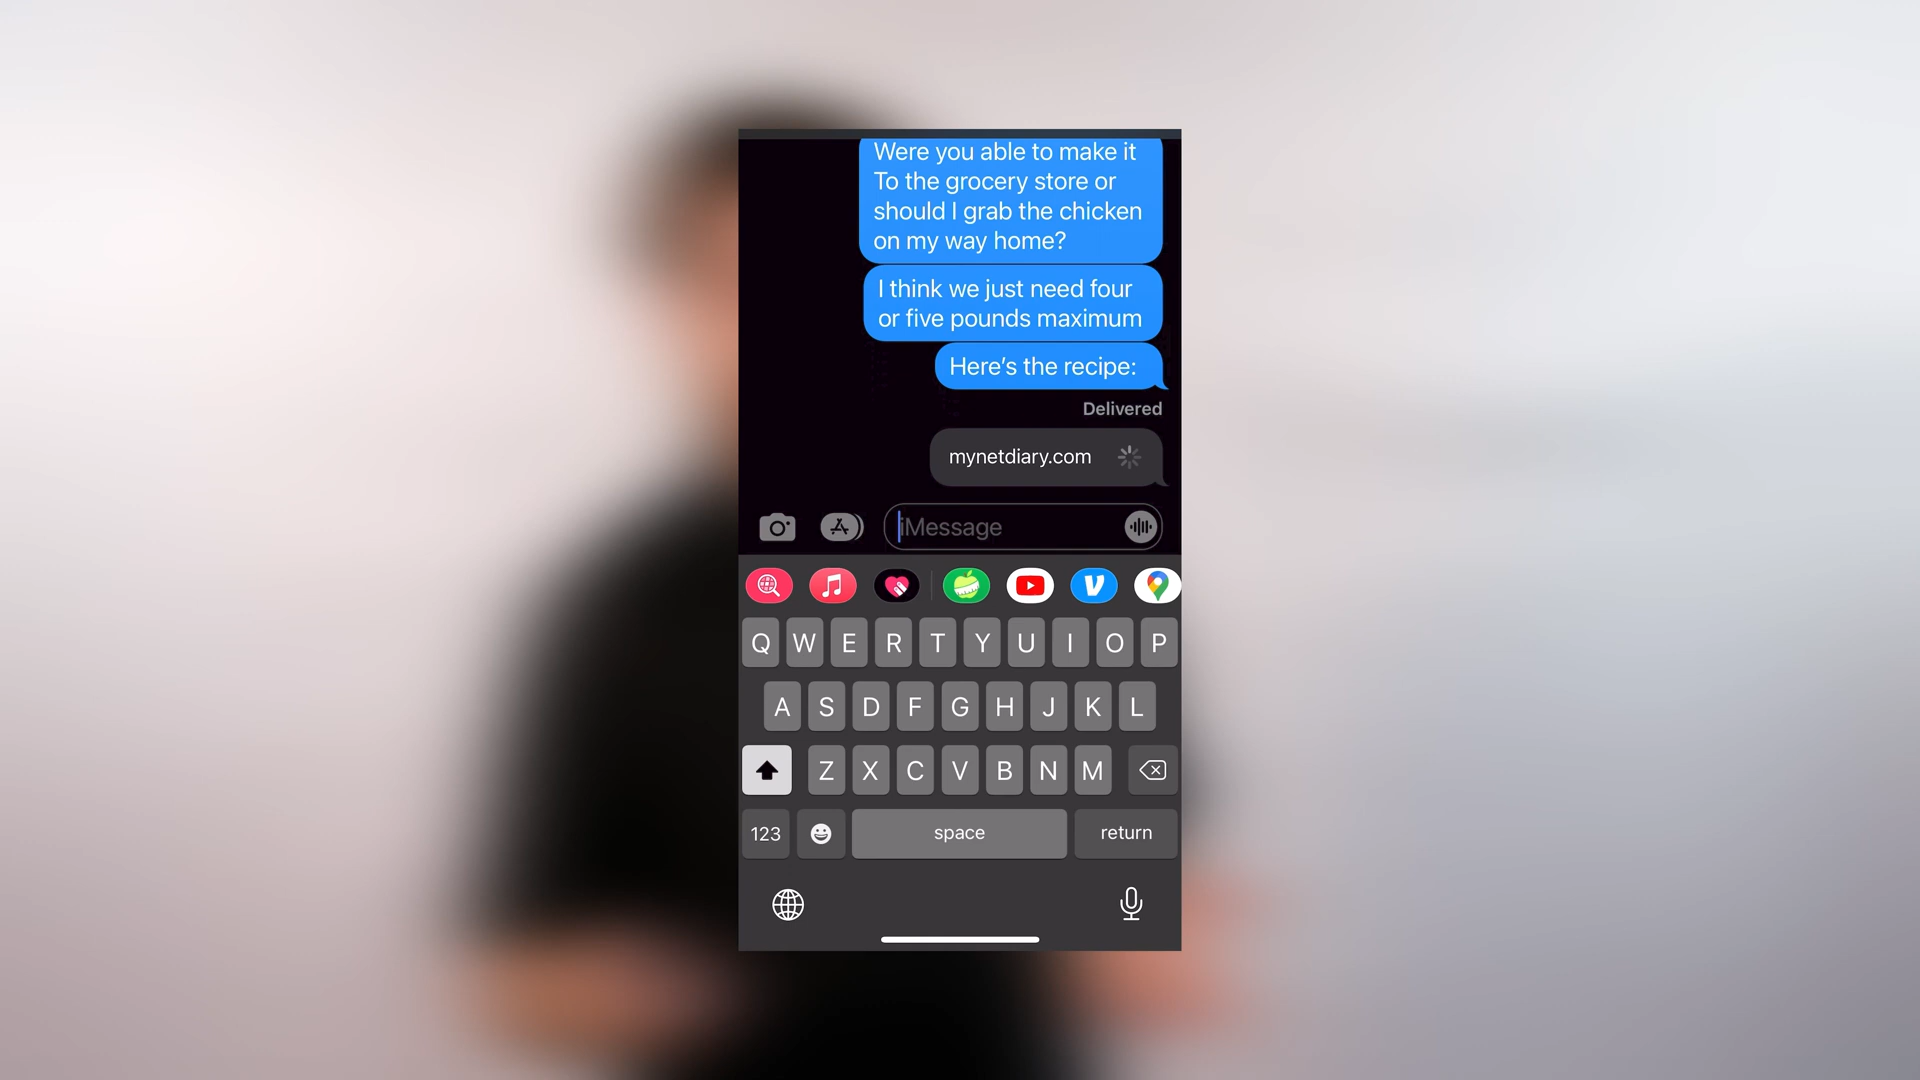 Were you able to make it
To the grocery store or
should I grab the chicken
on my way home?
I think we just need four
or five pounds maximum
Here's the recipe:
Delivered
mynetdiary.com
iMessage
Q W E R T Y U I O P
A S D F G H J K L
Z X C V B N M
123 space return